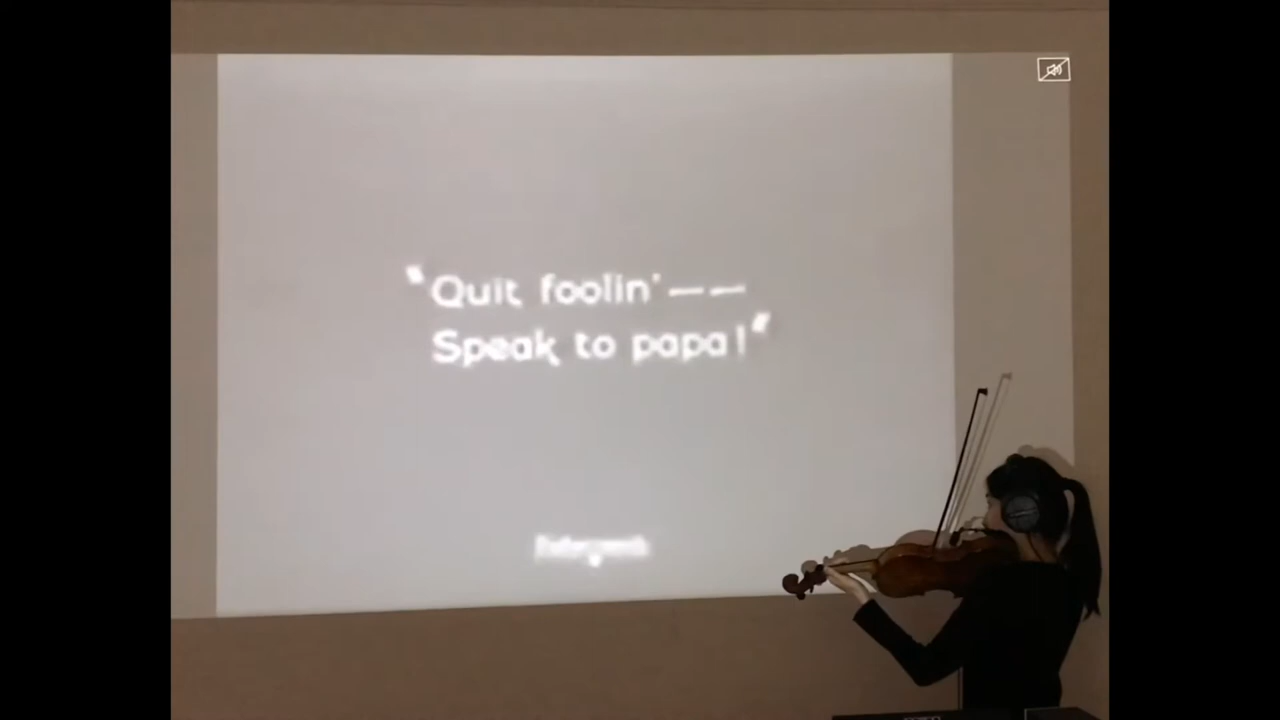 "Quit foolin' — —
Speak to papa!"